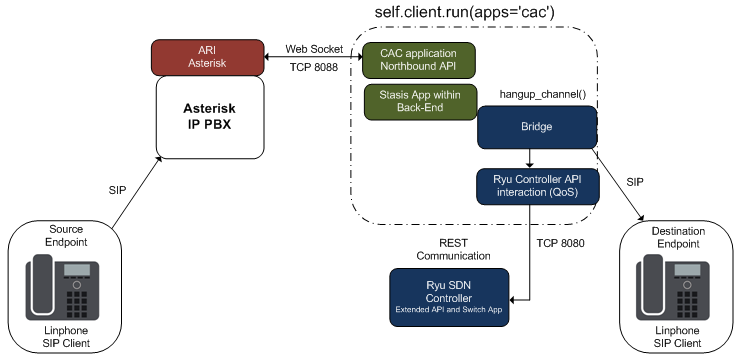 self.client.run(apps='cac')
ARI
Asterisk
Web Socket
TCP 8088
CAC application
Northbound API
Stasis App within
Back-End
hangup_channel()
Bridge
Asterisk
IP PBX
Ryu Controller API
interaction (QoS)
SIP
SIP
Source
Endpoint
Linphone
SIP Client
REST
Communication
TCP 8080
Ryu SDN
Controller
Extended API and Switch App
Destination
Endpoint
Linphone
SIP Client